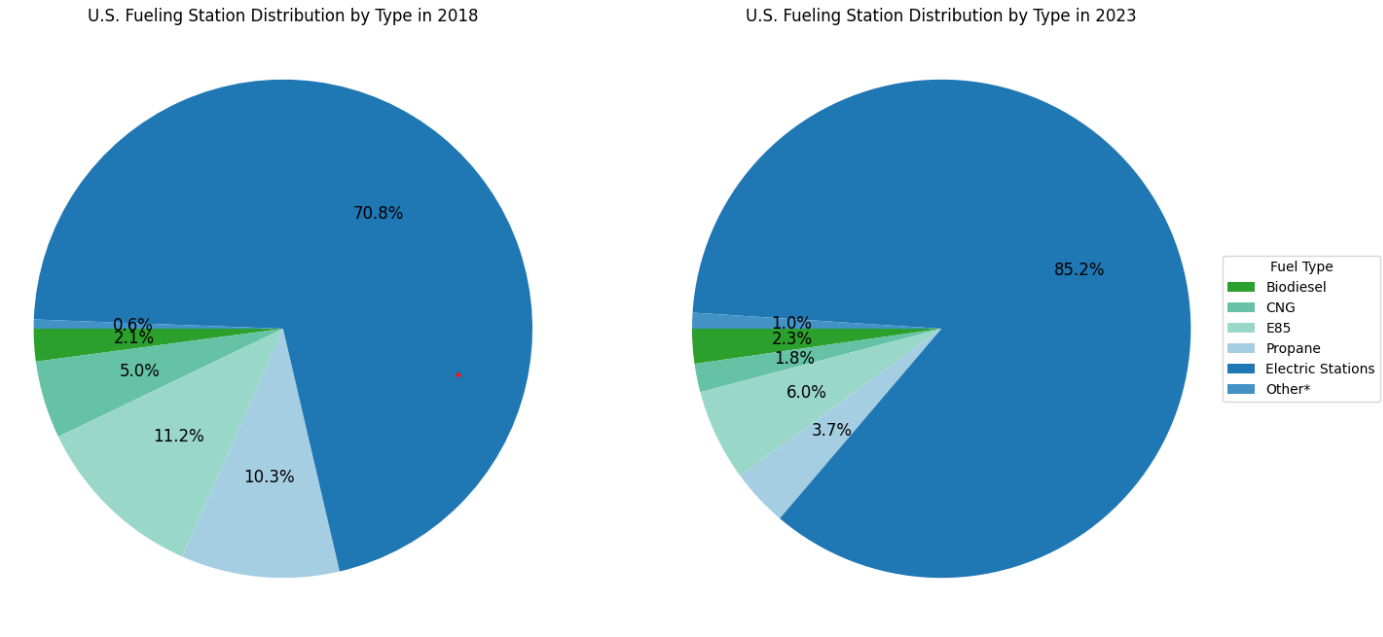 U.S. Fueling Station Distribution by Type in 2018
70.8%
0.6%
2.1%
5.0%
11.2%
10.3%
U.S. Fueling Station Distribution by Type in 2023
85.2%
1.0%
2.3%
1.8%
6.0%
3.7%
Fuel Type
Biodiesel
CNG
E85
Propane
Electric Stations
Other*